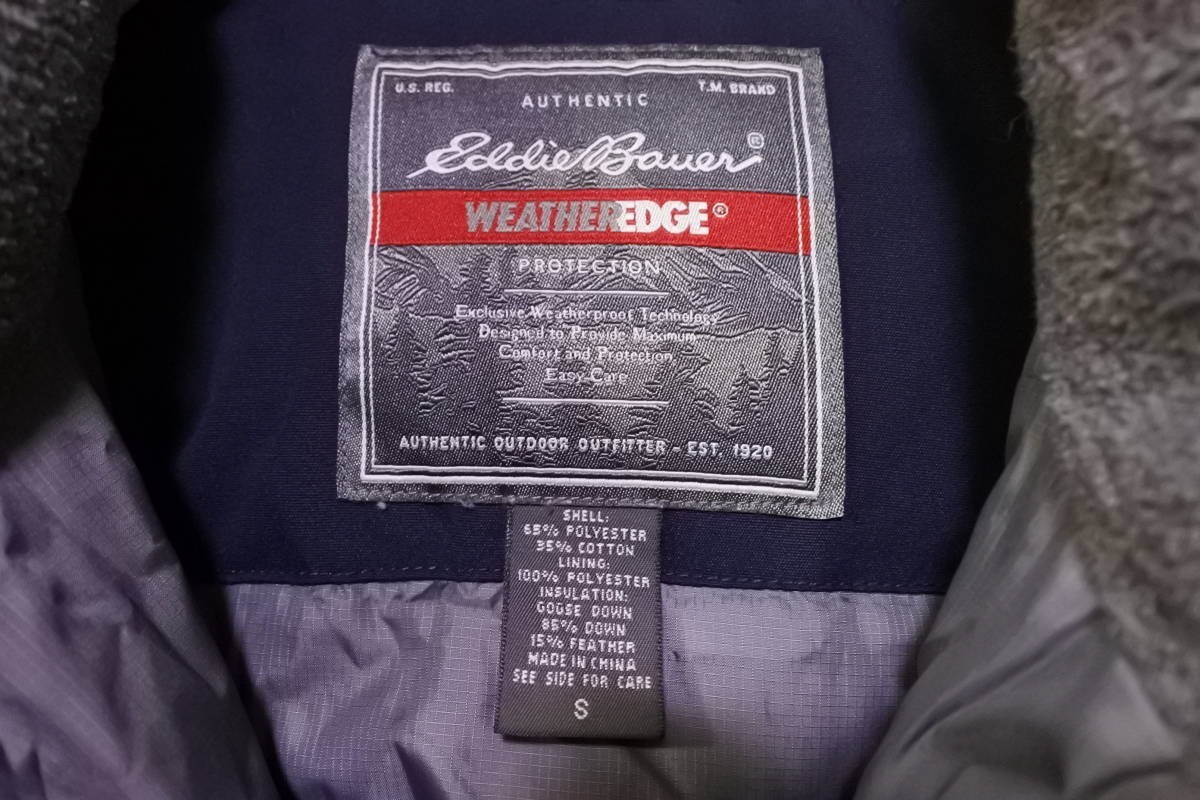 U.S. REG. T.M. BRAND
AUTHENTIC
Eddie Bauer®
WEATHEREDGE®
PROTECTION
Exclusive Weatherproof Technology
Designed to Provide Maximum
Comfort and Protection
Easy-Care
AUTHENTIC OUTDOOR OUTFITTER - EST. 1920
SHELL:
65% POLYESTER
35% COTTON
LINING:
100% POLYESTER
INSULATION:
GOOSE DOWN
85% DOWN
15% FEATHER
MADE IN CHINA
SEE SIDE FOR CARE
S